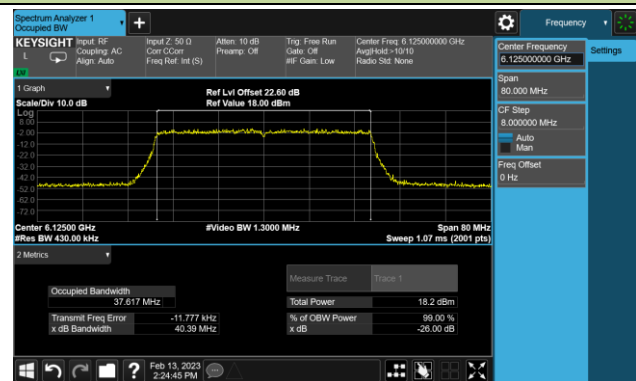 Spectrum Analyzer 1
Occupied BW
Frequency
KEYSIGHT
L
Input: RF
Coupling: AC
Align: Auto
Input Z: 50 Ω
Corr CCorr
Freq Ref: Int (S)
Atten: 10 dB
Preamp: Off
Trig: Free Run
Gate: Off
#IF Gain: Low
Center Freq: 6.125000000 GHz
Avg|Hold:>10/10
Radio Std: None
Center Frequency
6.125000000 GHz
Settings
Span
80.000 MHz
CF Step
8.000000 MHz
Auto
Man
Freq Offset
0 Hz
1 Graph
Scale/Div 10.0 dB
Ref Lvl Offset 22.60 dB
Ref Value 18.00 dBm
Log
8.00
-2.00
-12.0
-22.0
-32.0
-42.0
-52.0
-62.0
-72.0
Center 6.12500 GHz
#Res BW 430.00 kHz
#Video BW 1.3000 MHz
Span 80 MHz
Sweep 1.07 ms (2001 pts)
2 Metrics
Measure Trace
Trace 1
Occupied Bandwidth
37.617 MHz
Total Power
18.2 dBm
Transmit Freq Error
-11.777 kHz
% of OBW Power
99.00 %
x dB Bandwidth
40.39 MHz
x dB
-26.00 dB
?
Feb 13, 2023
2:24:45 PM